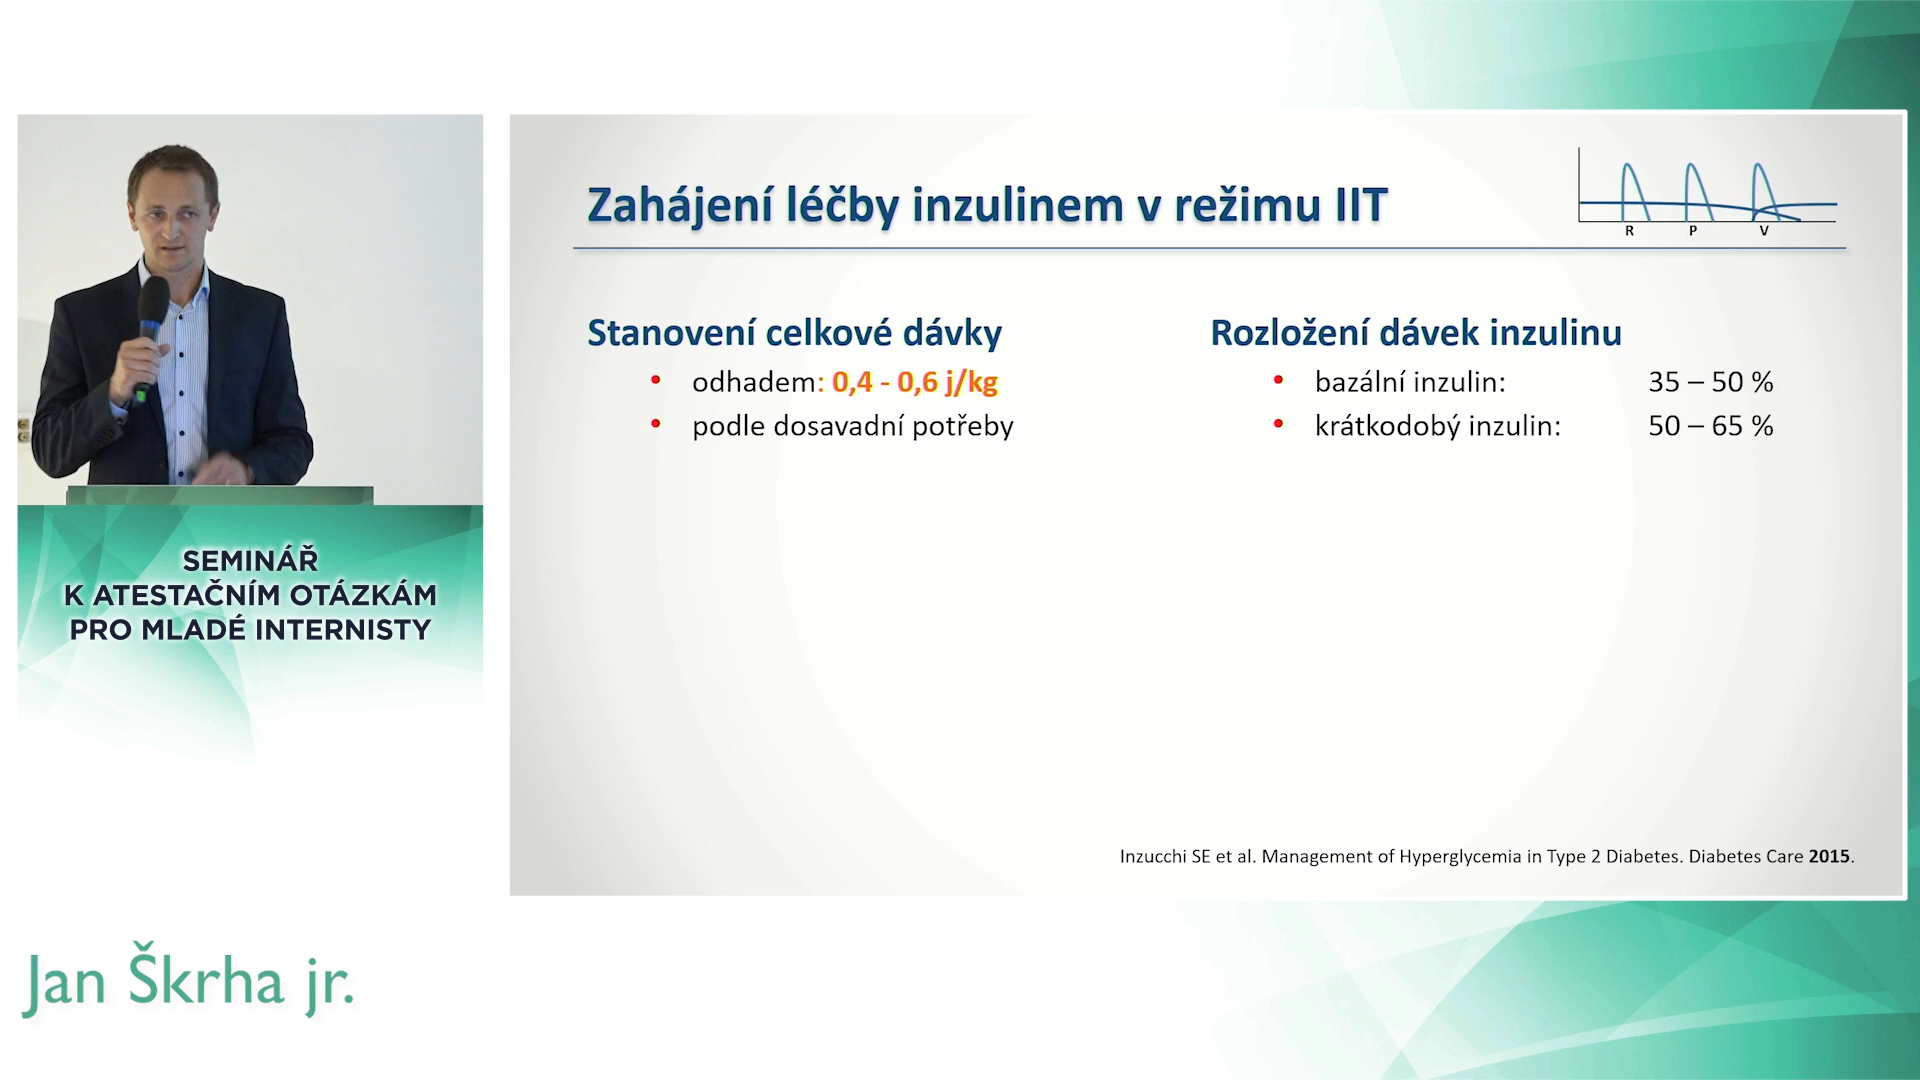 Zahájení léčby inzulinem v režimu IIT
R P V
Stanovení celkové dávky
• odhadem: 0,4 - 0,6 j/kg
• podle dosavadní potřeby
Rozložení dávek inzulinu
• bazální inzulin: 35 – 50 %
• krátkodobý inzulin: 50 – 65 %
Inzucchi SE et al. Management of Hyperglycemia in Type 2 Diabetes. Diabetes Care 2015.
SEMINÁŘ
K ATESTAČNÍM OTÁZKÁM
PRO MLADÉ INTERNISTY
Jan Škrha jr.